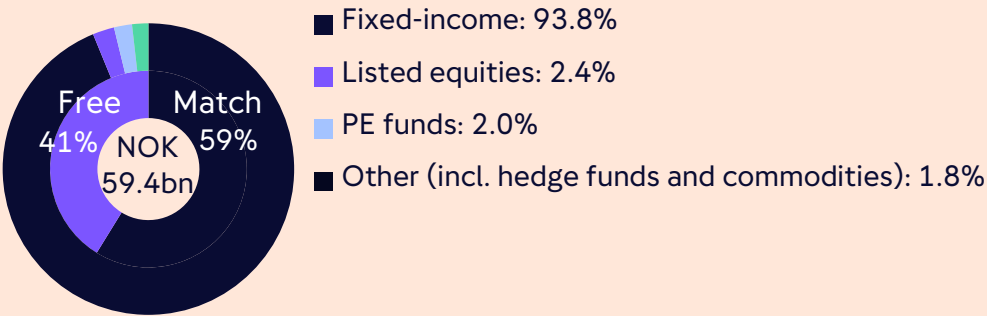 Fixed-income: 93.8%
Listed equities: 2.4%
PE funds: 2.0%
Other (incl. hedge funds and commodities): 1.8%
Free
41%
Match
59%
NOK
59.4bn